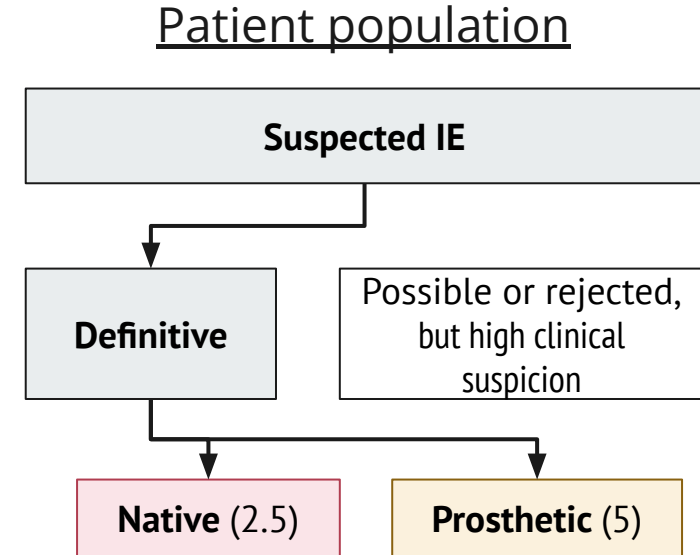 Patient population
Suspected IE
Definitive
Possible or rejected,
but high clinical
suspicion
Native (2.5)
Prosthetic (5)